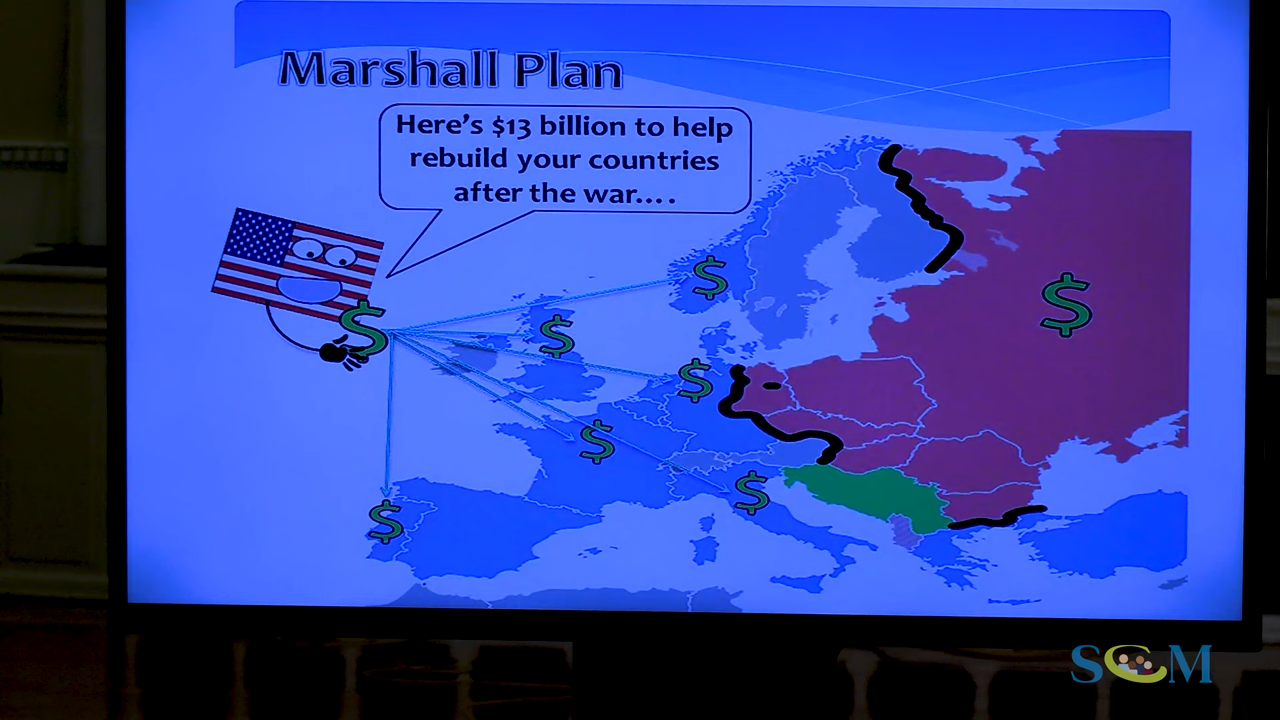 Marshall Plan
Here's $13 billion to help
rebuild your countries
after the war....
$
$
$
$
$
$
$
$
SCM